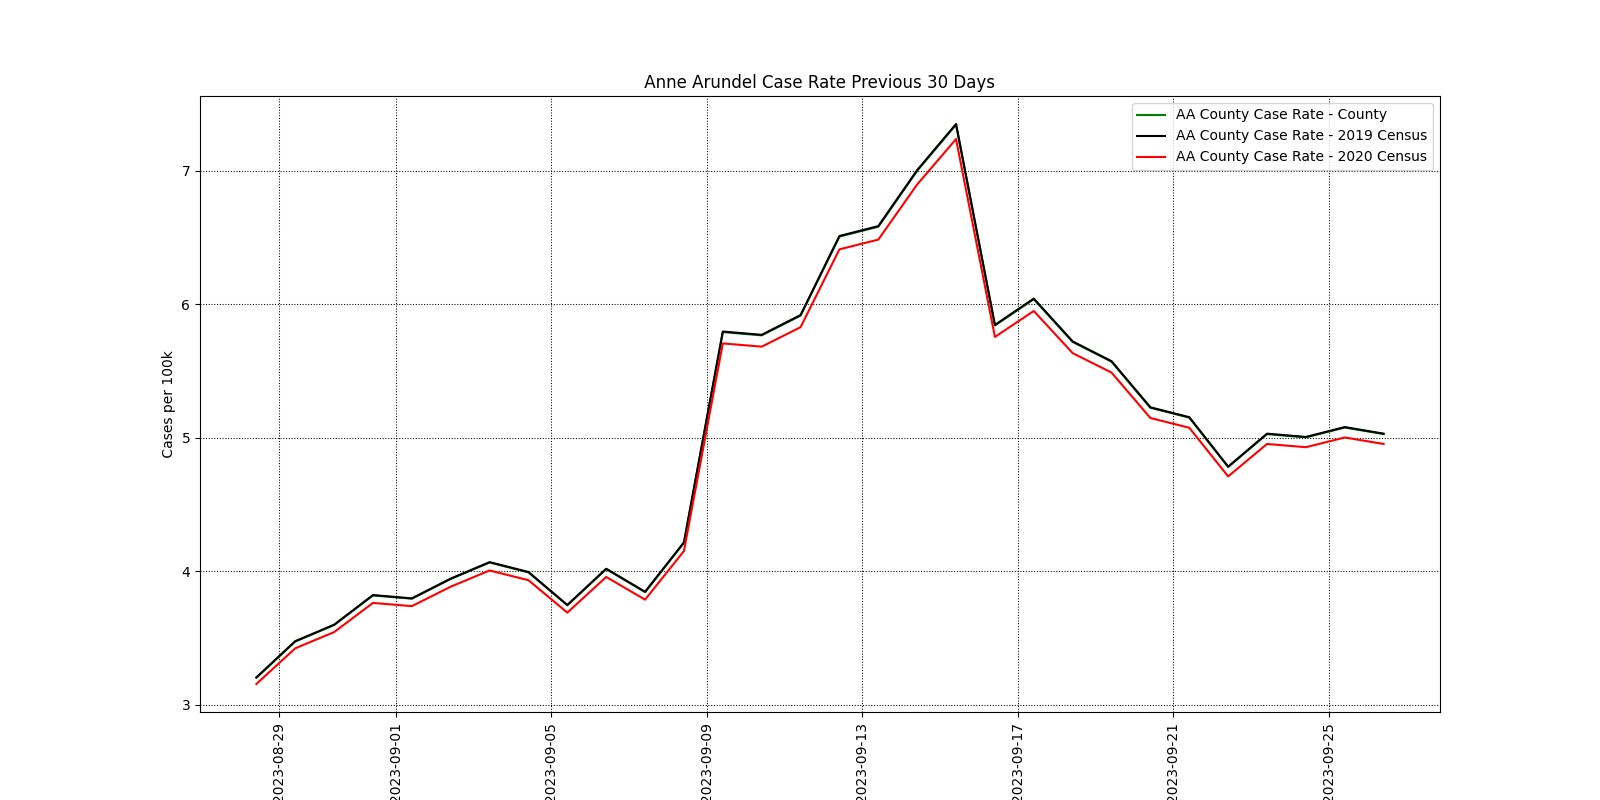 Anne Arundel Case Rate Previous 30 Days
AA County Case Rate - County
AA County Case Rate - 2019 Census
AA County Case Rate - 2020 Census
Cases per 100k
7
6
5
4
3
2023-08-29
2023-09-01
2023-09-05
2023-09-09
2023-09-13
2023-09-17
2023-09-21
2023-09-25